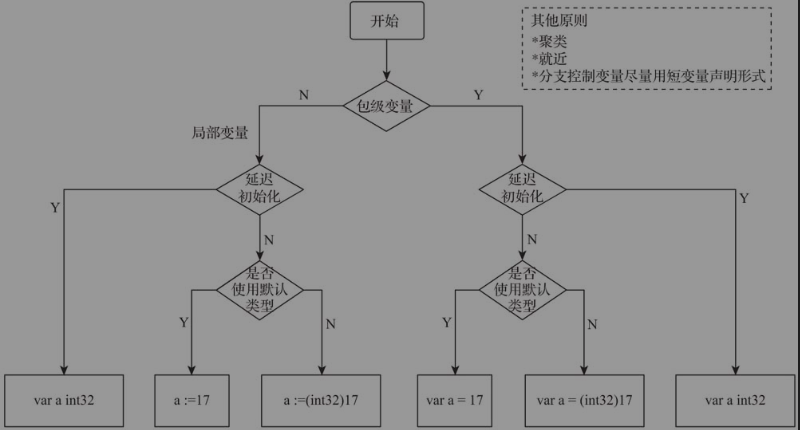 开始
其他原则
*聚类
*就近
*分支控制变量尽量用短变量声明形式
N
包级变量
Y
局部变量
延迟
初始化
延迟
初始化
Y
N
N
Y
是否
使用默认
类型
是否
使用默认
类型
Y
N
Y
N
var a int32
a :=17
a :=(int32)17
var a = 17
var a = (int32)17
var a int32